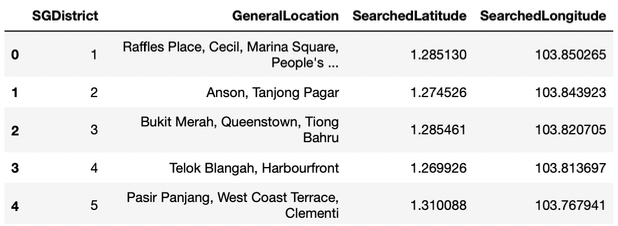 SGDistrict GeneralLocation SearchedLatitude SearchedLongitude
0 1 Raffles Place, Cecil, Marina Square, People's ... 1.285130 103.850265
1 2 Anson, Tanjong Pagar 1.274526 103.843923
2 3 Bukit Merah, Queenstown, Tiong Bahru 1.285461 103.820705
3 4 Telok Blangah, Harbourfront 1.269926 103.813697
4 5 Pasir Panjang, West Coast Terrace, Clementi 1.310088 103.767941